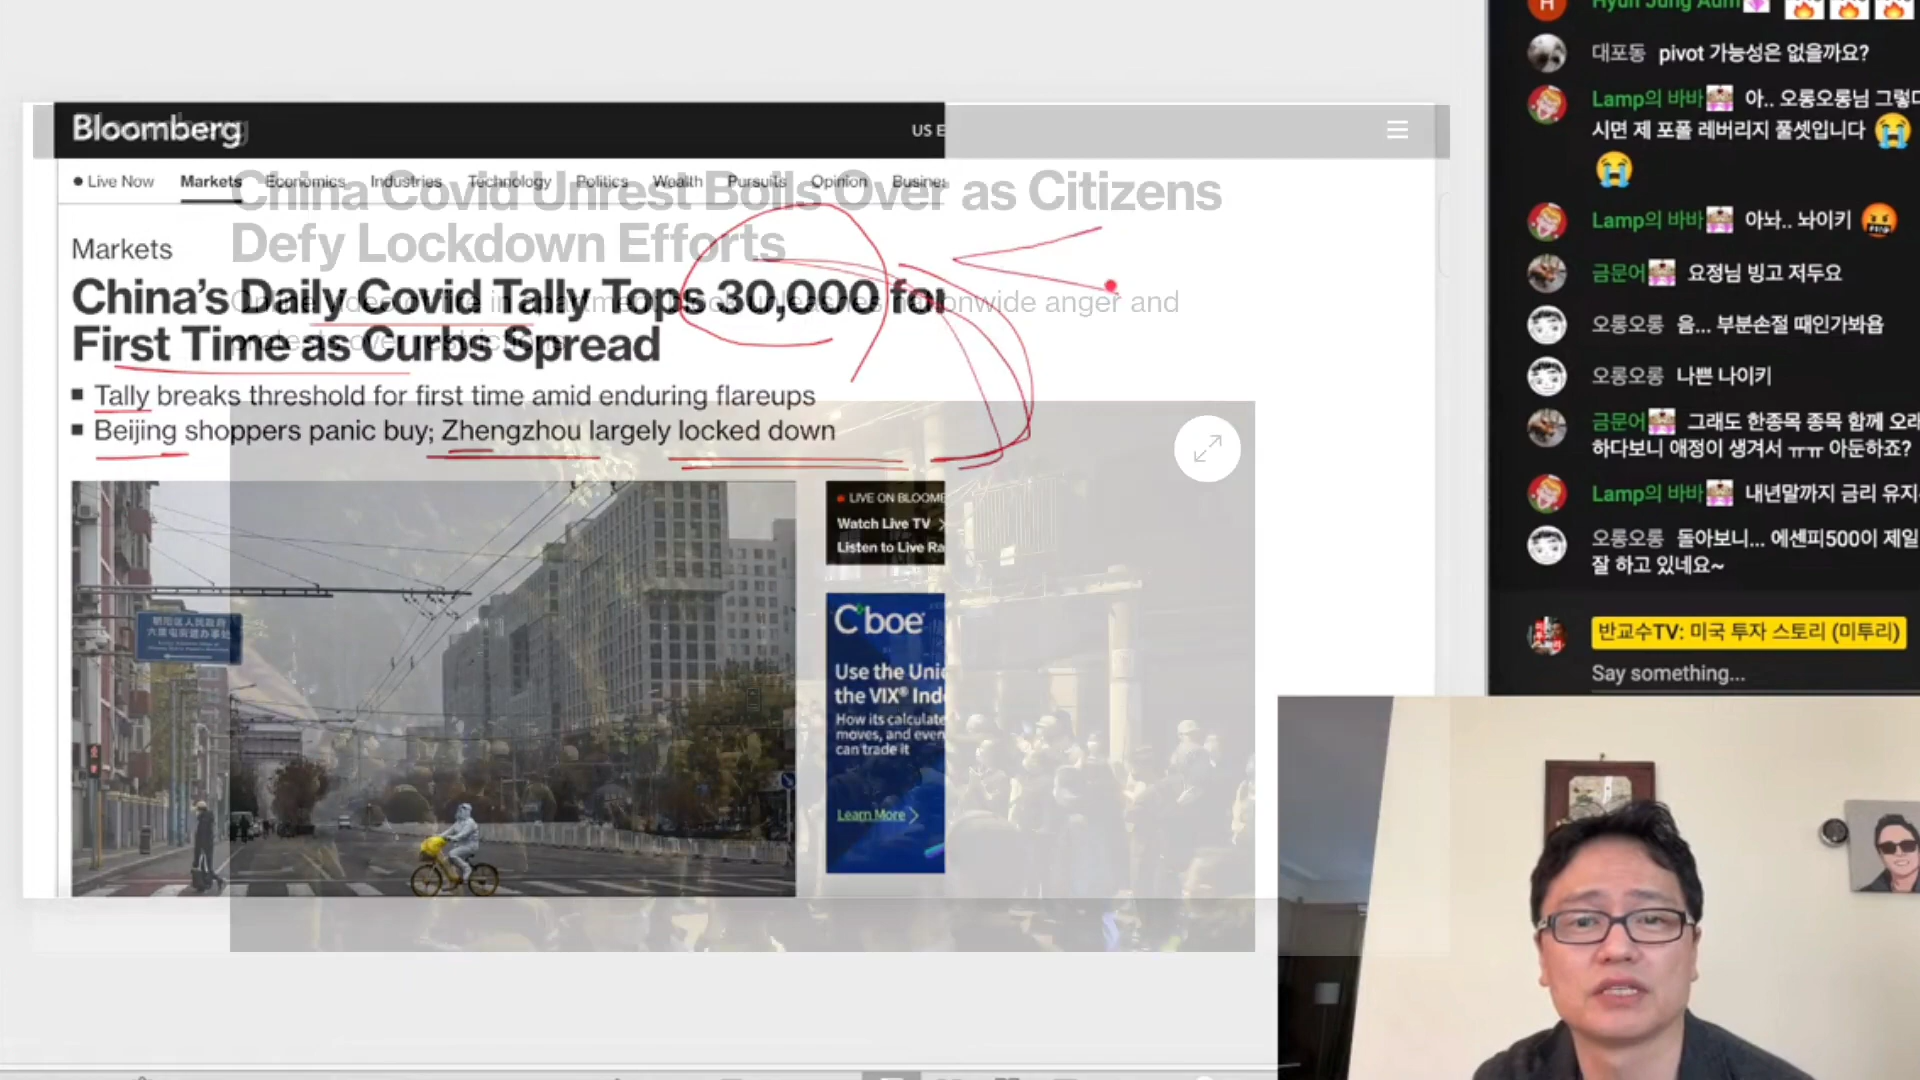 Bloomberg
US E
Live Now Markets Economics Industries Technology Politics Wealth Pursuits Opinion Busines
China Covid Unrest Boils Over as Citizens
Defy Lockdown Efforts
Markets
China's Daily Covid Tally Tops 30,000 for
First Time as Curbs Spread
nationwide anger and
protests over restrictions
Tally breaks threshold for first time amid enduring flareups
Beijing shoppers panic buy; Zhengzhou largely locked down
LIVE ON BLOOMB
Watch Live TV
Listen to Live Ra
Cboe
Use the Uni
the VIX® Ind
How its calculate
moves, and even
can trade it
Learn More
Hyun Jung Aum
대포동 pivot 가능성은 없을까요?
Lamp의 바바 아.. 오롱오롱님 그렇다
시면 제 포폴 레버리지 풀셋입니다
Lamp의 바바 아놔.. 놔이키
금문어 요정님 빙고 저두요
오롱오롱 음... 부분손절 때인가봐욥
오롱오롱 나쁜 나이키
금문어 그래도 한종목 종목 함께 오래
하다보니 애정이 생겨서 ㅠㅠ 아둔하죠?
Lamp의 바바 내년말까지 금리 유지
오롱오롱 돌아보니... 에센피500이 제일
잘 하고 있네요~
반교수TV: 미국 투자 스토리 (미투리)
Say something...